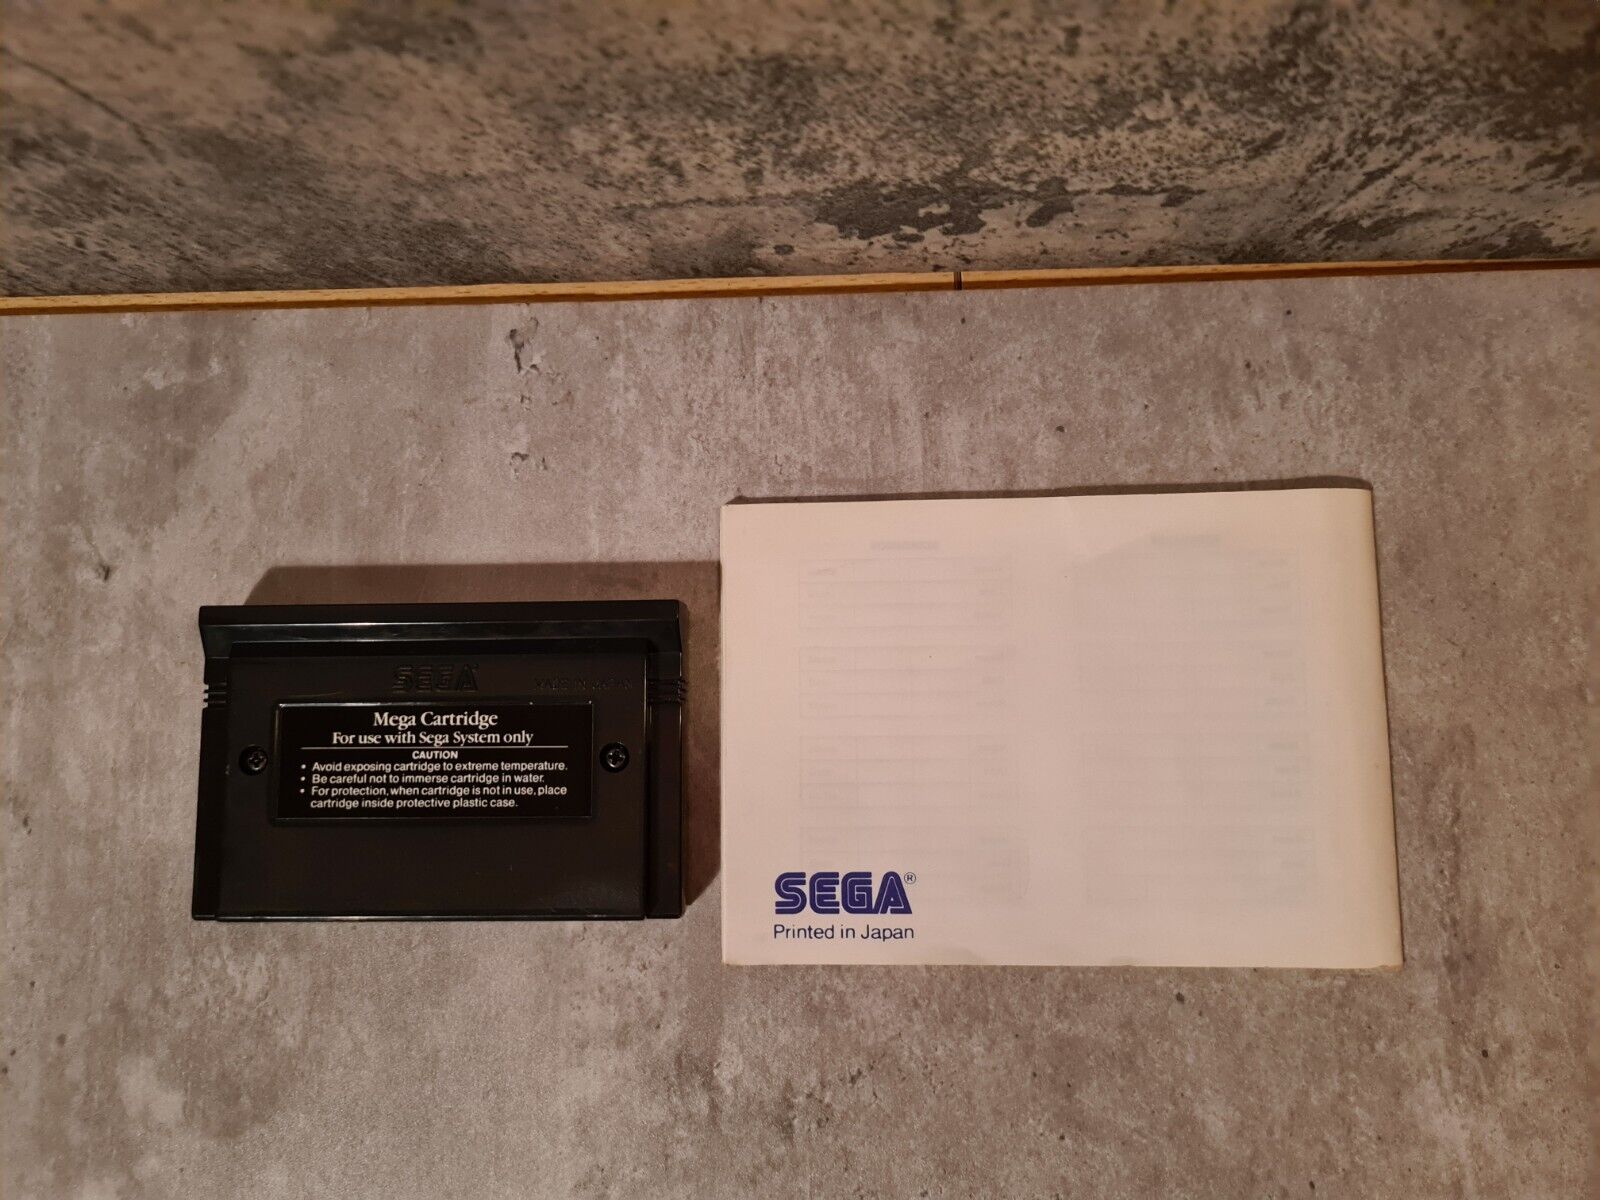 SEGA
MADE IN JAPAN
Mega Cartridge
For use with Sega System only
CAUTION
• Avoid exposing cartridge to extreme temperature.
• Be careful not to immerse cartridge in water.
• For protection, when cartridge is not in use, place
cartridge inside protective plastic case.
SEGA®
Printed in Japan